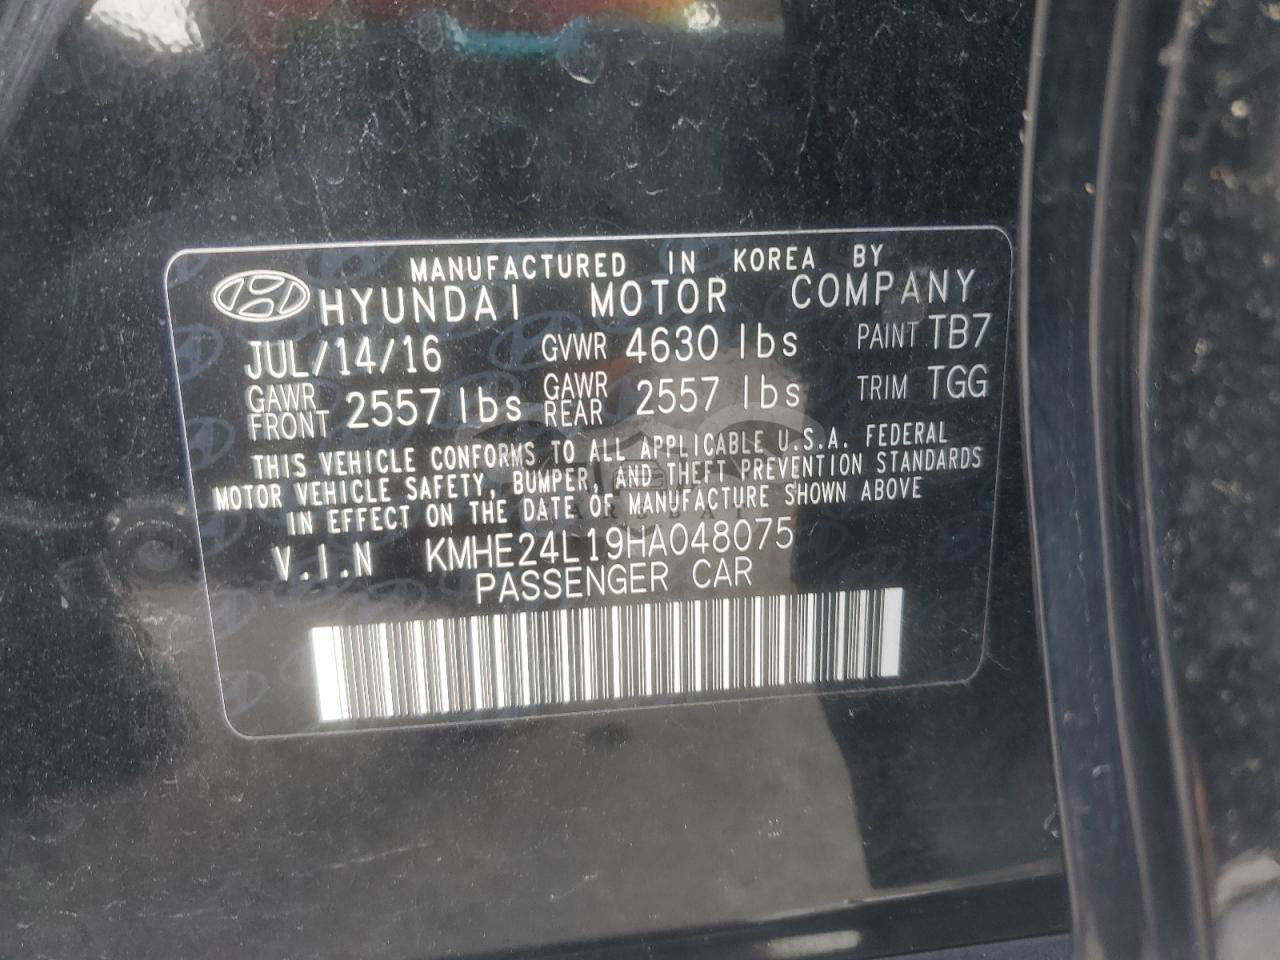 MANUFACTURED IN KOREA BY
HYUNDAI MOTOR COMPANY
JUL/14/16 GVWR 4630 lbs PAINT TB7
GAWR FRONT 2557 lbs GAWR REAR 2557 lbs TRIM TGG
THIS VEHICLE CONFORMS TO ALL APPLICABLE U.S.A. FEDERAL
MOTOR VEHICLE SAFETY, BUMPER, AND THEFT PREVENTION STANDARDS
IN EFFECT ON THE DATE OF MANUFACTURE SHOWN ABOVE
V.I.N KMHE24L19HA048075
PASSENGER CAR